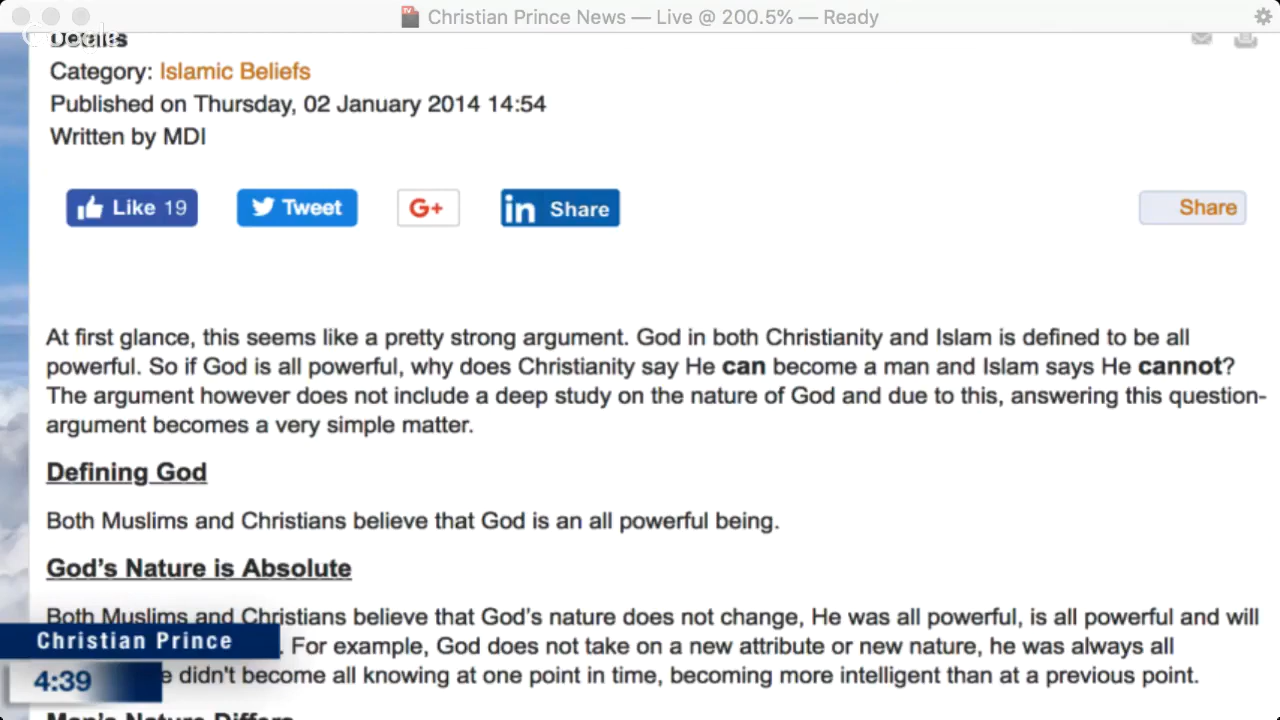 Christian Prince News — Live @ 200.5% — Ready
Details
Category: Islamic Beliefs
Published on Thursday, 02 January 2014 14:54
Written by MDI
Like 19
Tweet
G+
in Share
Share
At first glance, this seems like a pretty strong argument. God in both Christianity and Islam is defined to be all
powerful. So if God is all powerful, why does Christianity say He can become a man and Islam says He cannot?
The argument however does not include a deep study on the nature of God and due to this, answering this question-
argument becomes a very simple matter.
Defining God
Both Muslims and Christians believe that God is an all powerful being.
God's Nature is Absolute
Both Muslims and Christians believe that God's nature does not change, He was all powerful, is all powerful and will
. For example, God does not take on a new attribute or new nature, he was always all
e didn't become all knowing at one point in time, becoming more intelligent than at a previous point.
Man's Nature Differs
Christian Prince
4:39